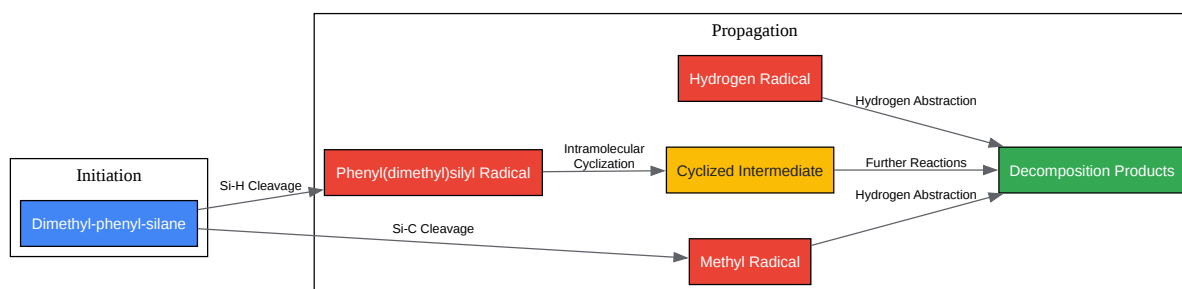 Propagation
Hydrogen Radical
Hydrogen Abstraction
Initiation
Dimethyl-phenyl-silane
Si-H Cleavage
Phenyl(dimethyl)silyl Radical
Intramolecular
Cyclization
Cyclized Intermediate
Further Reactions
Decomposition Products
Hydrogen Abstraction
Si-C Cleavage
Methyl Radical